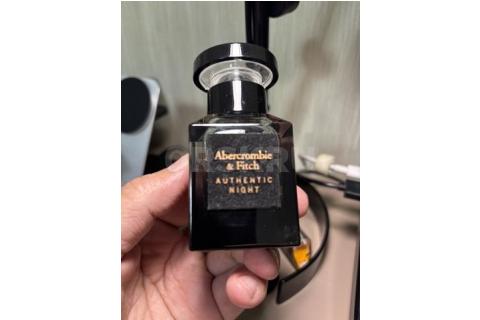 Abercrombie
& Fitch
AUTHENTIC
NIGHT